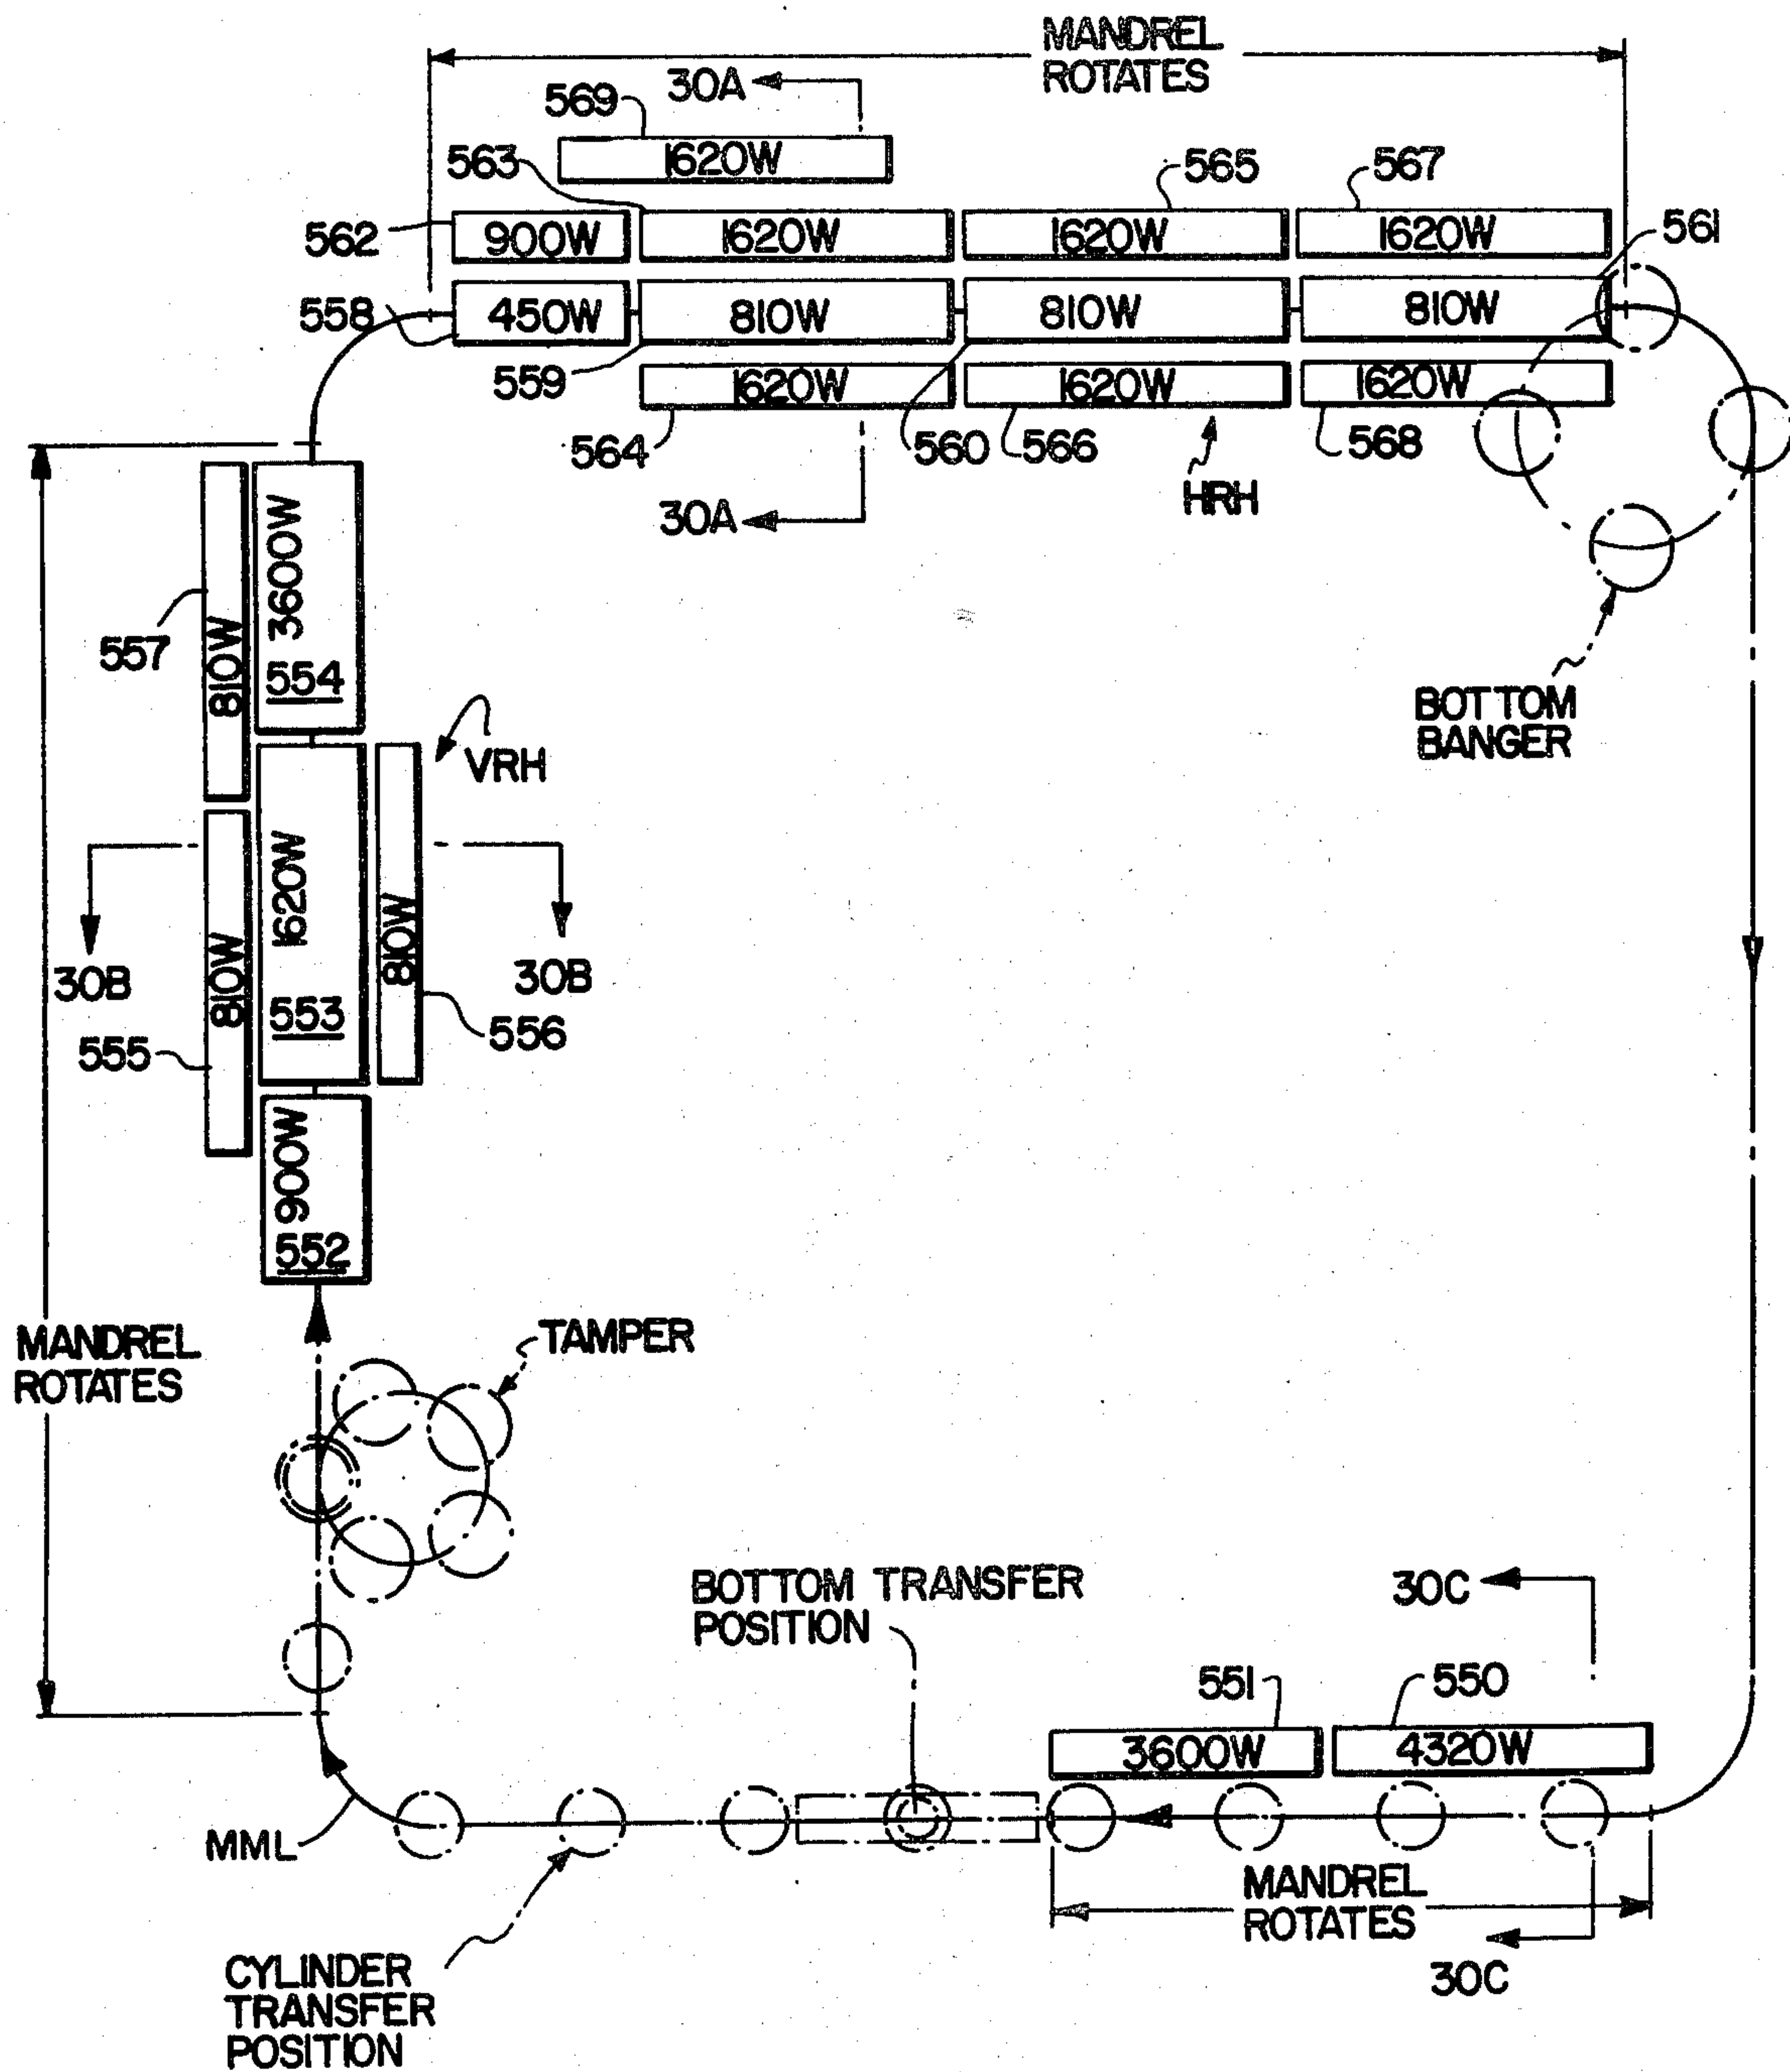 MANDREL
ROTATES
30A
569
1620W
563
565
567
562
900W
1620W
1620W
1620W
561
558
450W
810W
810W
810W
559
1620W
1620W
1620W
564
560
566
568
30A
HRH
557
810W
3600W
554
BOTTOM
BANGER
VRH
1620W
553
810W
810W
30B
30B
555
556
900W
552
MANDREL
ROTATES
TAMPER
BOTTOM TRANSFER
POSITION
30C
551
550
3600W
4320W
MML
MANDREL
ROTATES
30C
CYLINDER
TRANSFER
POSITION